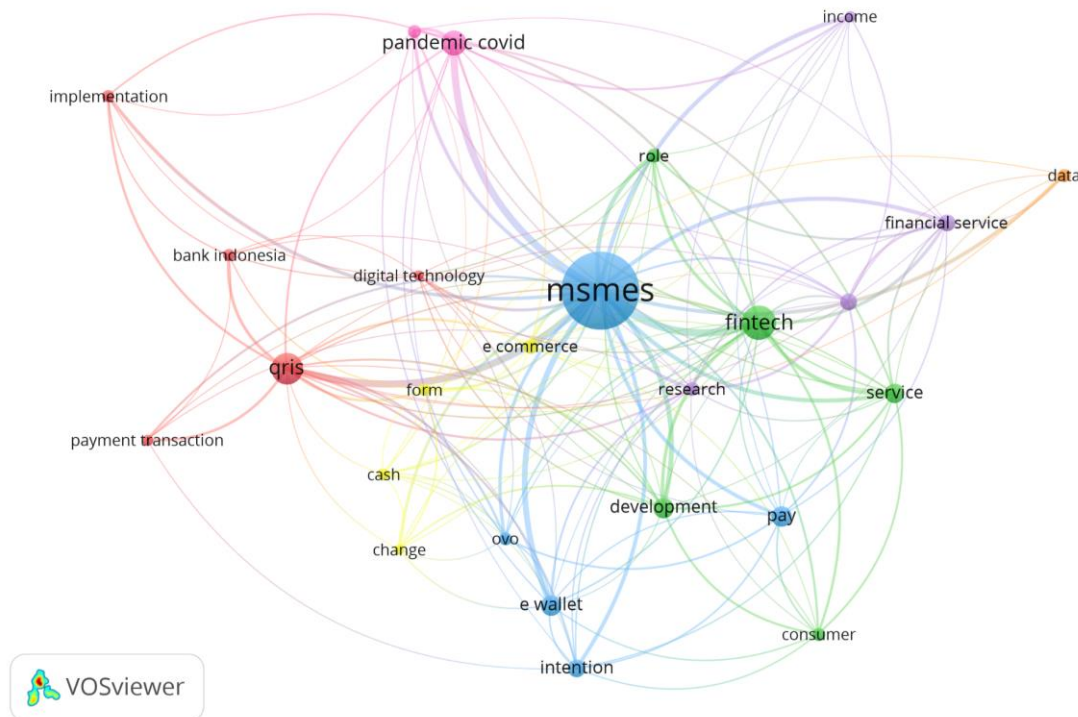 income
pandemic covid
implementation
role
data
financial service
bank indonesia
digital technology
msmes
fintech
e commerce
qris
form
research
service
payment transaction
cash
development
pay
ovo
change
e wallet
consumer
intention
VOSviewer